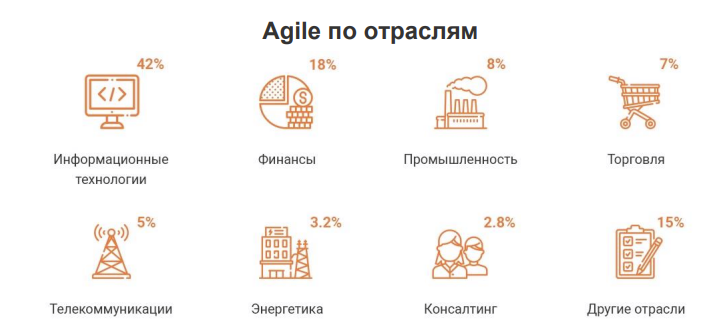 Agile по отраслям
42%
18%
8%
7%
Информационные
технологии
Финансы
Промышленность
Торговля
5%
3.2%
2.8%
15%
Телекоммуникации
Энергетика
Консалтинг
Другие отрасли